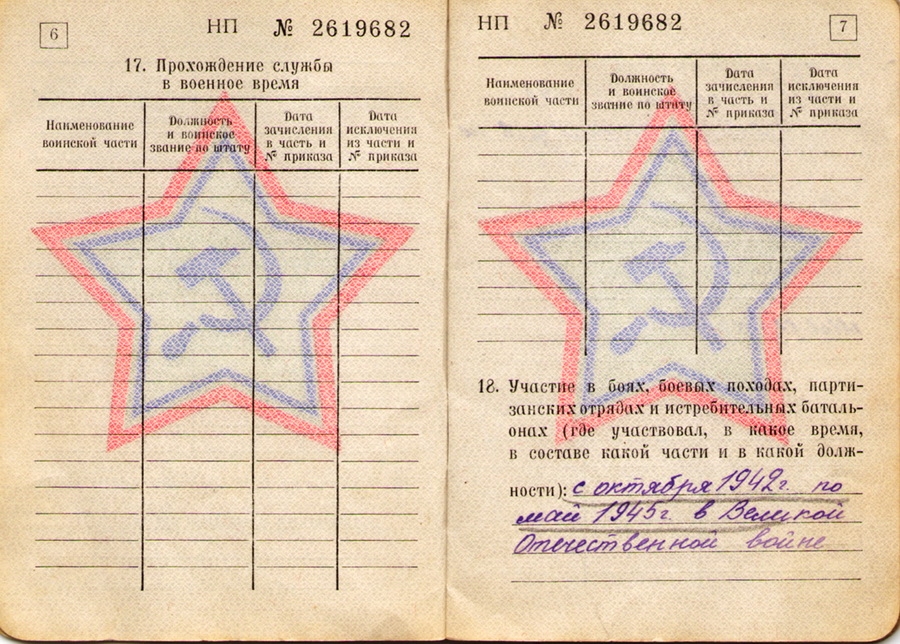 6
НП № 2619682
17. Прохождение службы
в военное время
Наименование
воинской части
Должность
и воинское
звание по штату
Дата
зачисления
в часть и
№ приказа
Дата
исключения
из части и
№ приказа
НП № 2619682
7
Наименование
воинской части
Должность
и воинское
звание по штату
Дата
зачисления
в часть и
№ приказа
Дата
исключения
из части и
№ приказа
18. Участие в боях, боевых походах, парти-
занских отрядах и истребительных баталь-
онах (где участвовал, в какое время,
в составе какой части и в какой долж-
ности): с октября 1942г. по
май 1945г. в Великой
Отечественной войне